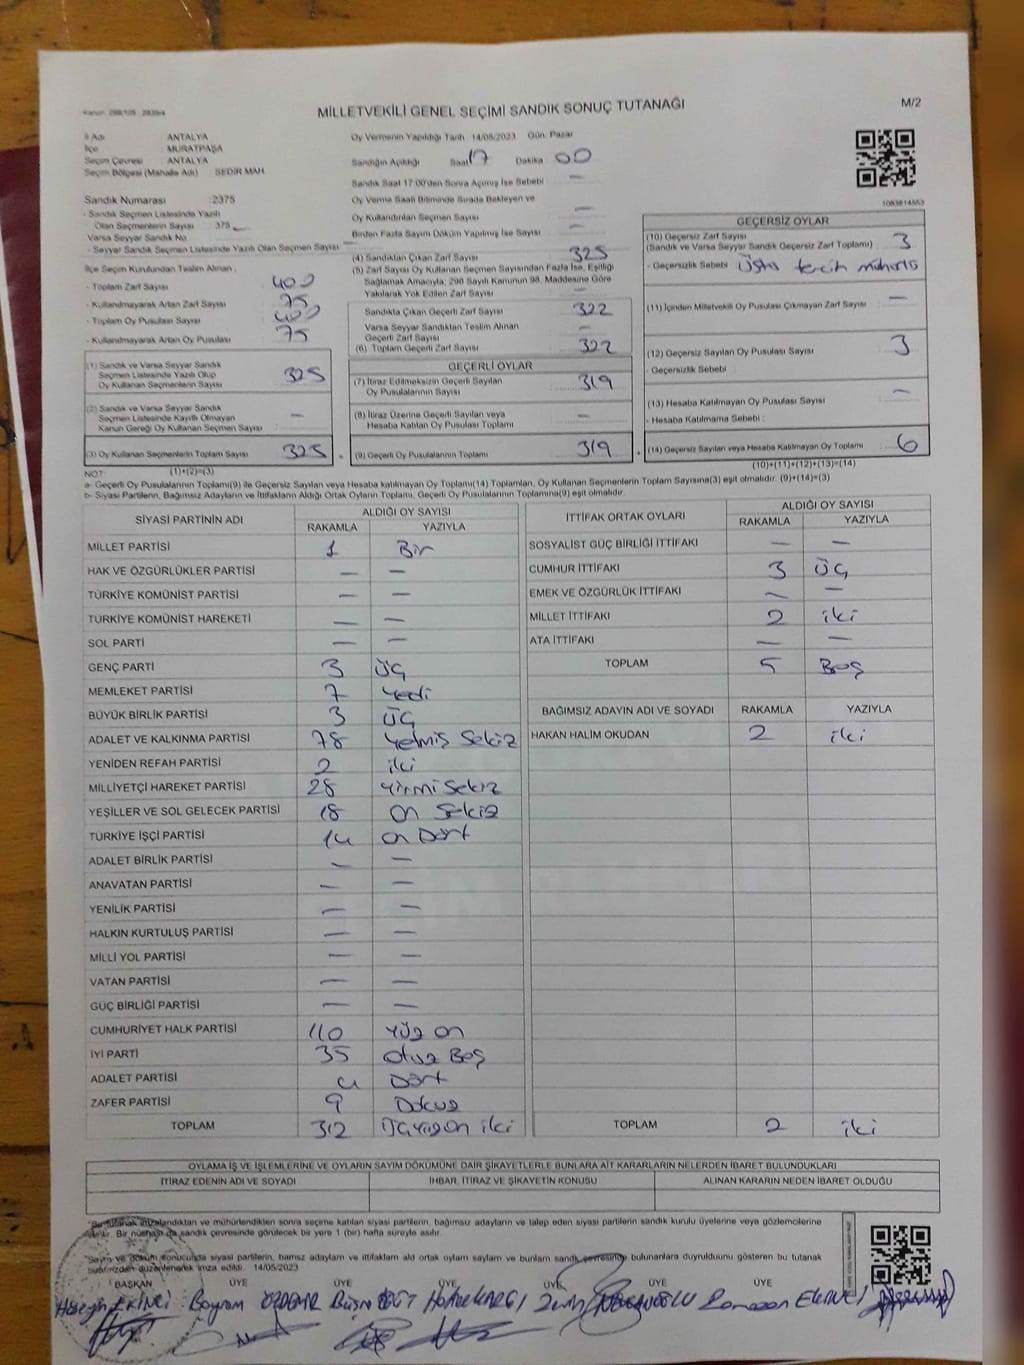 MİLLETVEKİLİ GENEL SEÇİMİ SANDIK SONUÇ TUTANAĞI
M/2
İl Adı ANTALYA
İlçe MURATPAŞA
Seçim Çevresi ANTALYA
Seçim Bölgesi (Mahalle Adı) SEDİR MAH
Sandık Numarası 2375
- Sandık Seçmen Listesinde Yazılı
Olan Seçmenlerin Sayısı 375
Varsa Seyyar Sandık No
- Seyyar Sandık Seçmen Listesinde Yazılı Olan Seçmen Sayısı —
İlçe Seçim Kurulundan Teslim Alınan :
- Toplam Zarf Sayısı 400
- Kullanılmayarak Artan Zarf Sayısı 75
- Toplam Oy Pusulası Sayısı 400
- Kullanılmayarak Artan Oy Pusulası 75
(1) Sandık ve Varsa Seyyar Sandık
Seçmen Listesinde Yazılı Olup
Oy Kullanan Seçmenlerin Sayısı 325
(2) Sandık ve Varsa Seyyar Sandık
Seçmen Listesinde Kayıtlı Olmayan
Kanun Gereği Oy Kullanan Seçmen Sayısı —
(3) Oy Kullanan Seçmenlerin Toplam Sayısı 325
Oy Vermenin Yapıldığı Tarih 14/05/2023 Gün: Pazar
Sandığın Açıldığı Saat 17 Dakika 00
Sandık Saat 17:00'den Sonra Açılmış İse Sebebi —
Oy Verme Saati Bitiminde Sırada Bekleyen ve
Oy Kullandırılan Seçmen Sayısı —
Birden Fazla Sayım Döküm Yapılmış İse Sayısı —
(4) Sandıktan Çıkan Zarf Sayısı 325
(5) Zarf Sayısı Oy Kullanan Seçmen Sayısından Fazla İse, Eşitliği
Sağlamak Amacıyla; 298 Sayılı Kanunun 98. Maddesine Göre
Yakılarak Yok Edilen Zarf Sayısı —
Sandıkta Çıkan Geçerli Zarf Sayısı 322
Varsa Seyyar Sandıktan Teslim Alınan
Geçerli Zarf Sayısı —
(6) Toplam Geçerli Zarf Sayısı 322
GEÇERLİ OYLAR
(7) İtiraz Edilmeksizin Geçerli Sayılan
Oy Pusulalarının Sayısı 319
(8) İtiraz Üzerine Geçerli Sayılan veya
Hesaba Katılan Oy Pusulası Toplamı —
(9) Geçerli Oy Pusulalarının Toplamı 319
1083814553
GEÇERSİZ OYLAR
(10) Geçersiz Zarf Sayısı
(Sandık ve Varsa Seyyar Sandık Geçersiz Zarf Toplamı) 3
- Geçersizlik Sebebi Üstü tercih mühürlü
(11) İçinden Milletvekili Oy Pusulası Çıkmayan Zarf Sayısı —
(12) Geçersiz Sayılan Oy Pusulası Sayısı 3
- Geçersizlik Sebebi
(13) Hesaba Katılmayan Oy Pusulası Sayısı —
- Hesaba Katılmama Sebebi :
(14) Geçersiz Sayılan veya Hesaba Katılmayan Oy Toplamı 6
NOT: (1)+(2)=(3) (10)+(11)+(12)+(13)=(14)
a- Geçerli Oy Pusulalarının Toplamı(9) ile Geçersiz Sayılan veya Hesaba Katılmayan Oy Toplamı(14) Toplamları, Oy Kullanan Seçmenlerin Toplam Sayısına(3) eşit olmalıdır. (9)+(14)=(3)
b- Siyasi Partilerin, Bağımsız Adayların ve İttifakların Aldığı Ortak Oyların Toplamı, Geçerli Oy Pusulalarının Toplamına(9) eşit olmalıdır.
SİYASİ PARTİNİN ADI ALDIĞI OY SAYISI
RAKAMLA YAZIYLA
MİLLET PARTİSİ 1 Bir
HAK VE ÖZGÜRLÜKLER PARTİSİ — —
TÜRKİYE KOMÜNİST PARTİSİ — —
TÜRKİYE KOMÜNİST HAREKETİ — —
SOL PARTİ — —
GENÇ PARTİ 3 ÜÇ
MEMLEKET PARTİSİ 7 yedi
BÜYÜK BİRLİK PARTİSİ 3 ÜÇ
ADALET VE KALKINMA PARTİSİ 78 yetmiş Sekiz
YENİDEN REFAH PARTİSİ 2 iki
MİLLİYETÇİ HAREKET PARTİSİ 28 yirmi Sekiz
YEŞİLLER VE SOL GELECEK PARTİSİ 18 on Sekiz
TÜRKİYE İŞÇİ PARTİSİ 14 on Dört
ADALET BİRLİK PARTİSİ — —
ANAVATAN PARTİSİ — —
YENİLİK PARTİSİ — —
HALKIN KURTULUŞ PARTİSİ — —
MİLLİ YOL PARTİSİ — —
VATAN PARTİSİ — —
GÜÇ BİRLİĞİ PARTİSİ — —
CUMHURİYET HALK PARTİSİ 110 yüz on
İYİ PARTİ 35 otuz Beş
ADALET PARTİSİ 4 Dört
ZAFER PARTİSİ 9 Dokuz
TOPLAM 312 on iki
İTTİFAK ORTAK OYLARI ALDIĞI OY SAYISI
RAKAMLA YAZIYLA
SOSYALİST GÜÇ BİRLİĞİ İTTİFAKI — —
CUMHUR İTTİFAKI 3 ÜÇ
EMEK VE ÖZGÜRLÜK İTTİFAKI — —
MİLLET İTTİFAKI 2 iki
ATA İTTİFAKI — —
TOPLAM 5 Beş
BAĞIMSIZ ADAYIN ADI VE SOYADI RAKAMLA YAZIYLA
HAKAN HALİM OKUDAN 2 iki
TOPLAM 2 iki
OYLAMA İŞ VE İŞLEMLERİNE VE OYLARIN SAYIM DÖKÜMÜNE DAİR ŞİKAYETLERLE BUNLARA AİT KARARLARIN NELERDEN İBARET BULUNDUKLARI
İTİRAZ EDENİN ADI VE SOYADI İHBAR, İTİRAZ VE ŞİKAYETİN KONUSU ALINAN KARARIN NEDEN İBARET OLDUĞU
imzalandıktan ve mühürlendikten sonra seçime katılan siyasi partilerin, bağımsız adayların ve talep eden siyasi partilerin sandık kurulu üyelerine veya gözlemcilerine
verilir. Bir nüshası da sandık çevresinde görülecek bir yere 1 (bir) hafta süreyle asılır.
döküm sonucunda siyasi partilerin, adayların ve ittifakların ortak oyların ve bunların sandık çevresinde bulunanlara duyrulduğunu gösteren bu tutanak
düzenlenerek imza edildi. 14/05/2023
BAŞKAN ÜYE ÜYE ÜYE ÜYE ÜYE ÜYE
EKİNCİ Bayram ÖZDEMİR Büşra Ramazan EKİNCİ